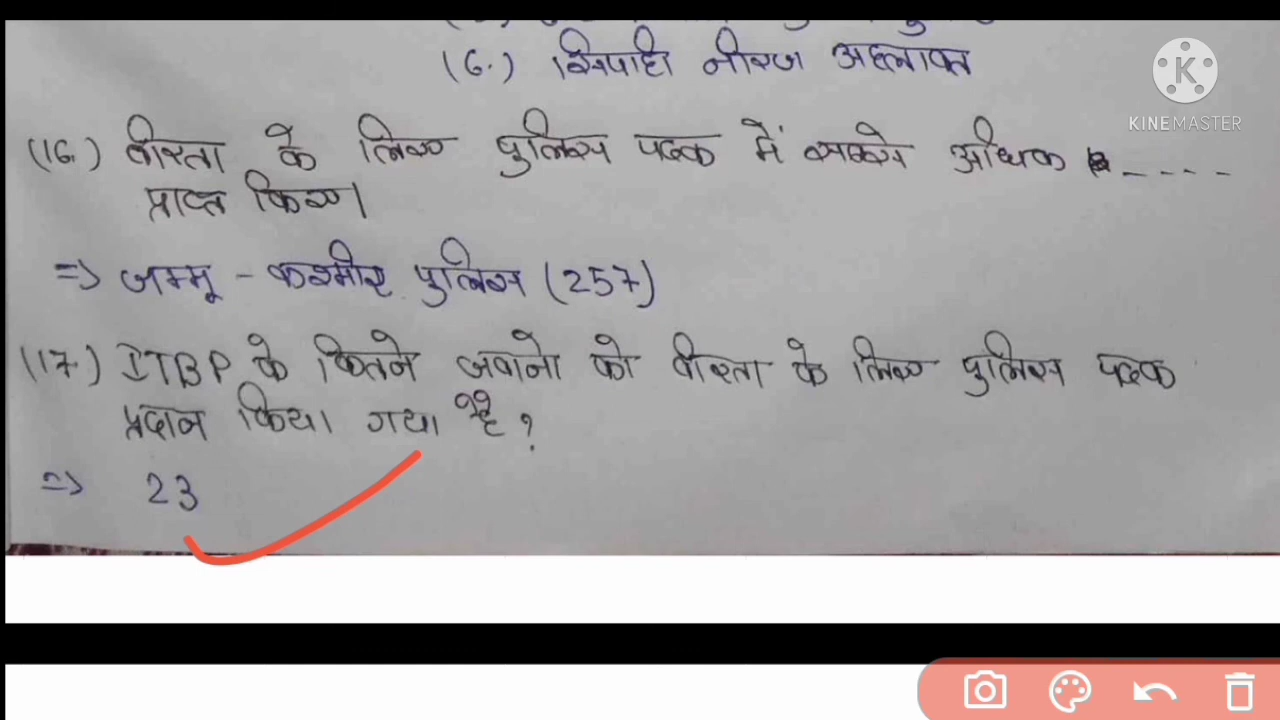 (6.) सिपाही नीरज अहलावत
KINEMASTER
(16.) वीरता के लिए पुलिस पदक में सबसे अधिक ----
प्राप्त किए।
=> जम्मू - कश्मीर पुलिस (257)
(17.) ITBP के कितने जवानो को वीरता के लिए पुलिस पदक
प्रदान किया गया है ?
=> 23